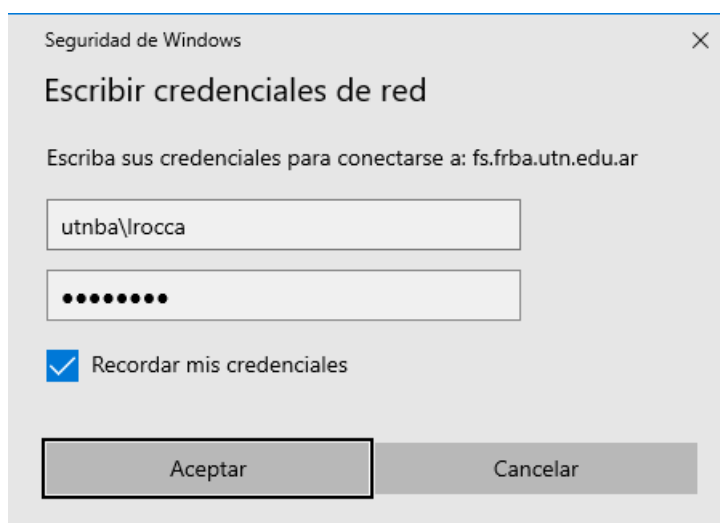 Seguridad de Windows
Escribir credenciales de red
Escriba sus credenciales para conectarse a: fs.frba.utn.edu.ar
utnba\lrocca
●●●●●●●●
Recordar mis credenciales
Aceptar
Cancelar